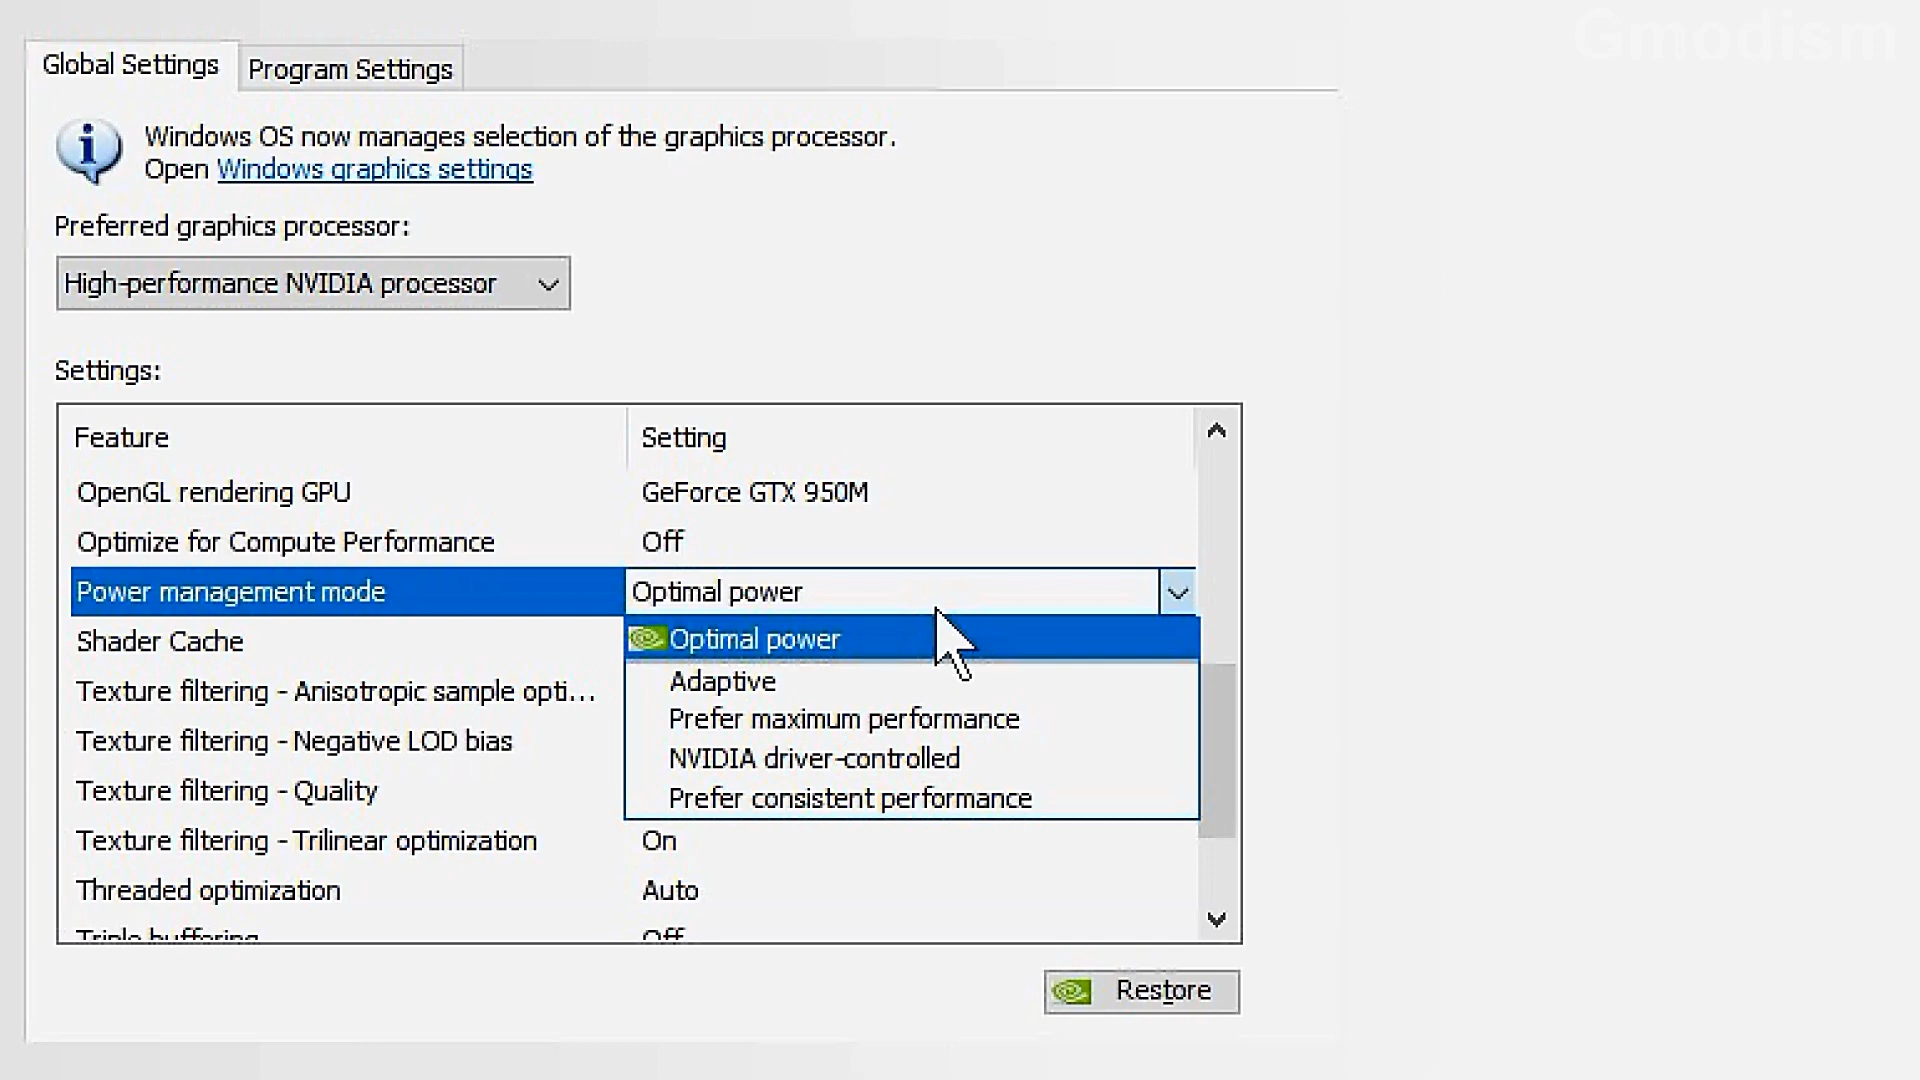 Gmodism
Global Settings
Program Settings
Windows OS now manages selection of the graphics processor.
Open Windows graphics settings
Preferred graphics processor:
High-performance NVIDIA processor
Settings:
Feature Setting
OpenGL rendering GPU GeForce GTX 950M
Optimize for Compute Performance Off
Power management mode Optimal power
Shader Cache Optimal power
Texture filtering - Anisotropic sample opti... Adaptive
Prefer maximum performance
Texture filtering - Negative LOD bias NVIDIA driver-controlled
Texture filtering - Quality Prefer consistent performance
Texture filtering - Trilinear optimization On
Threaded optimization Auto
Triple buffering Off
Restore